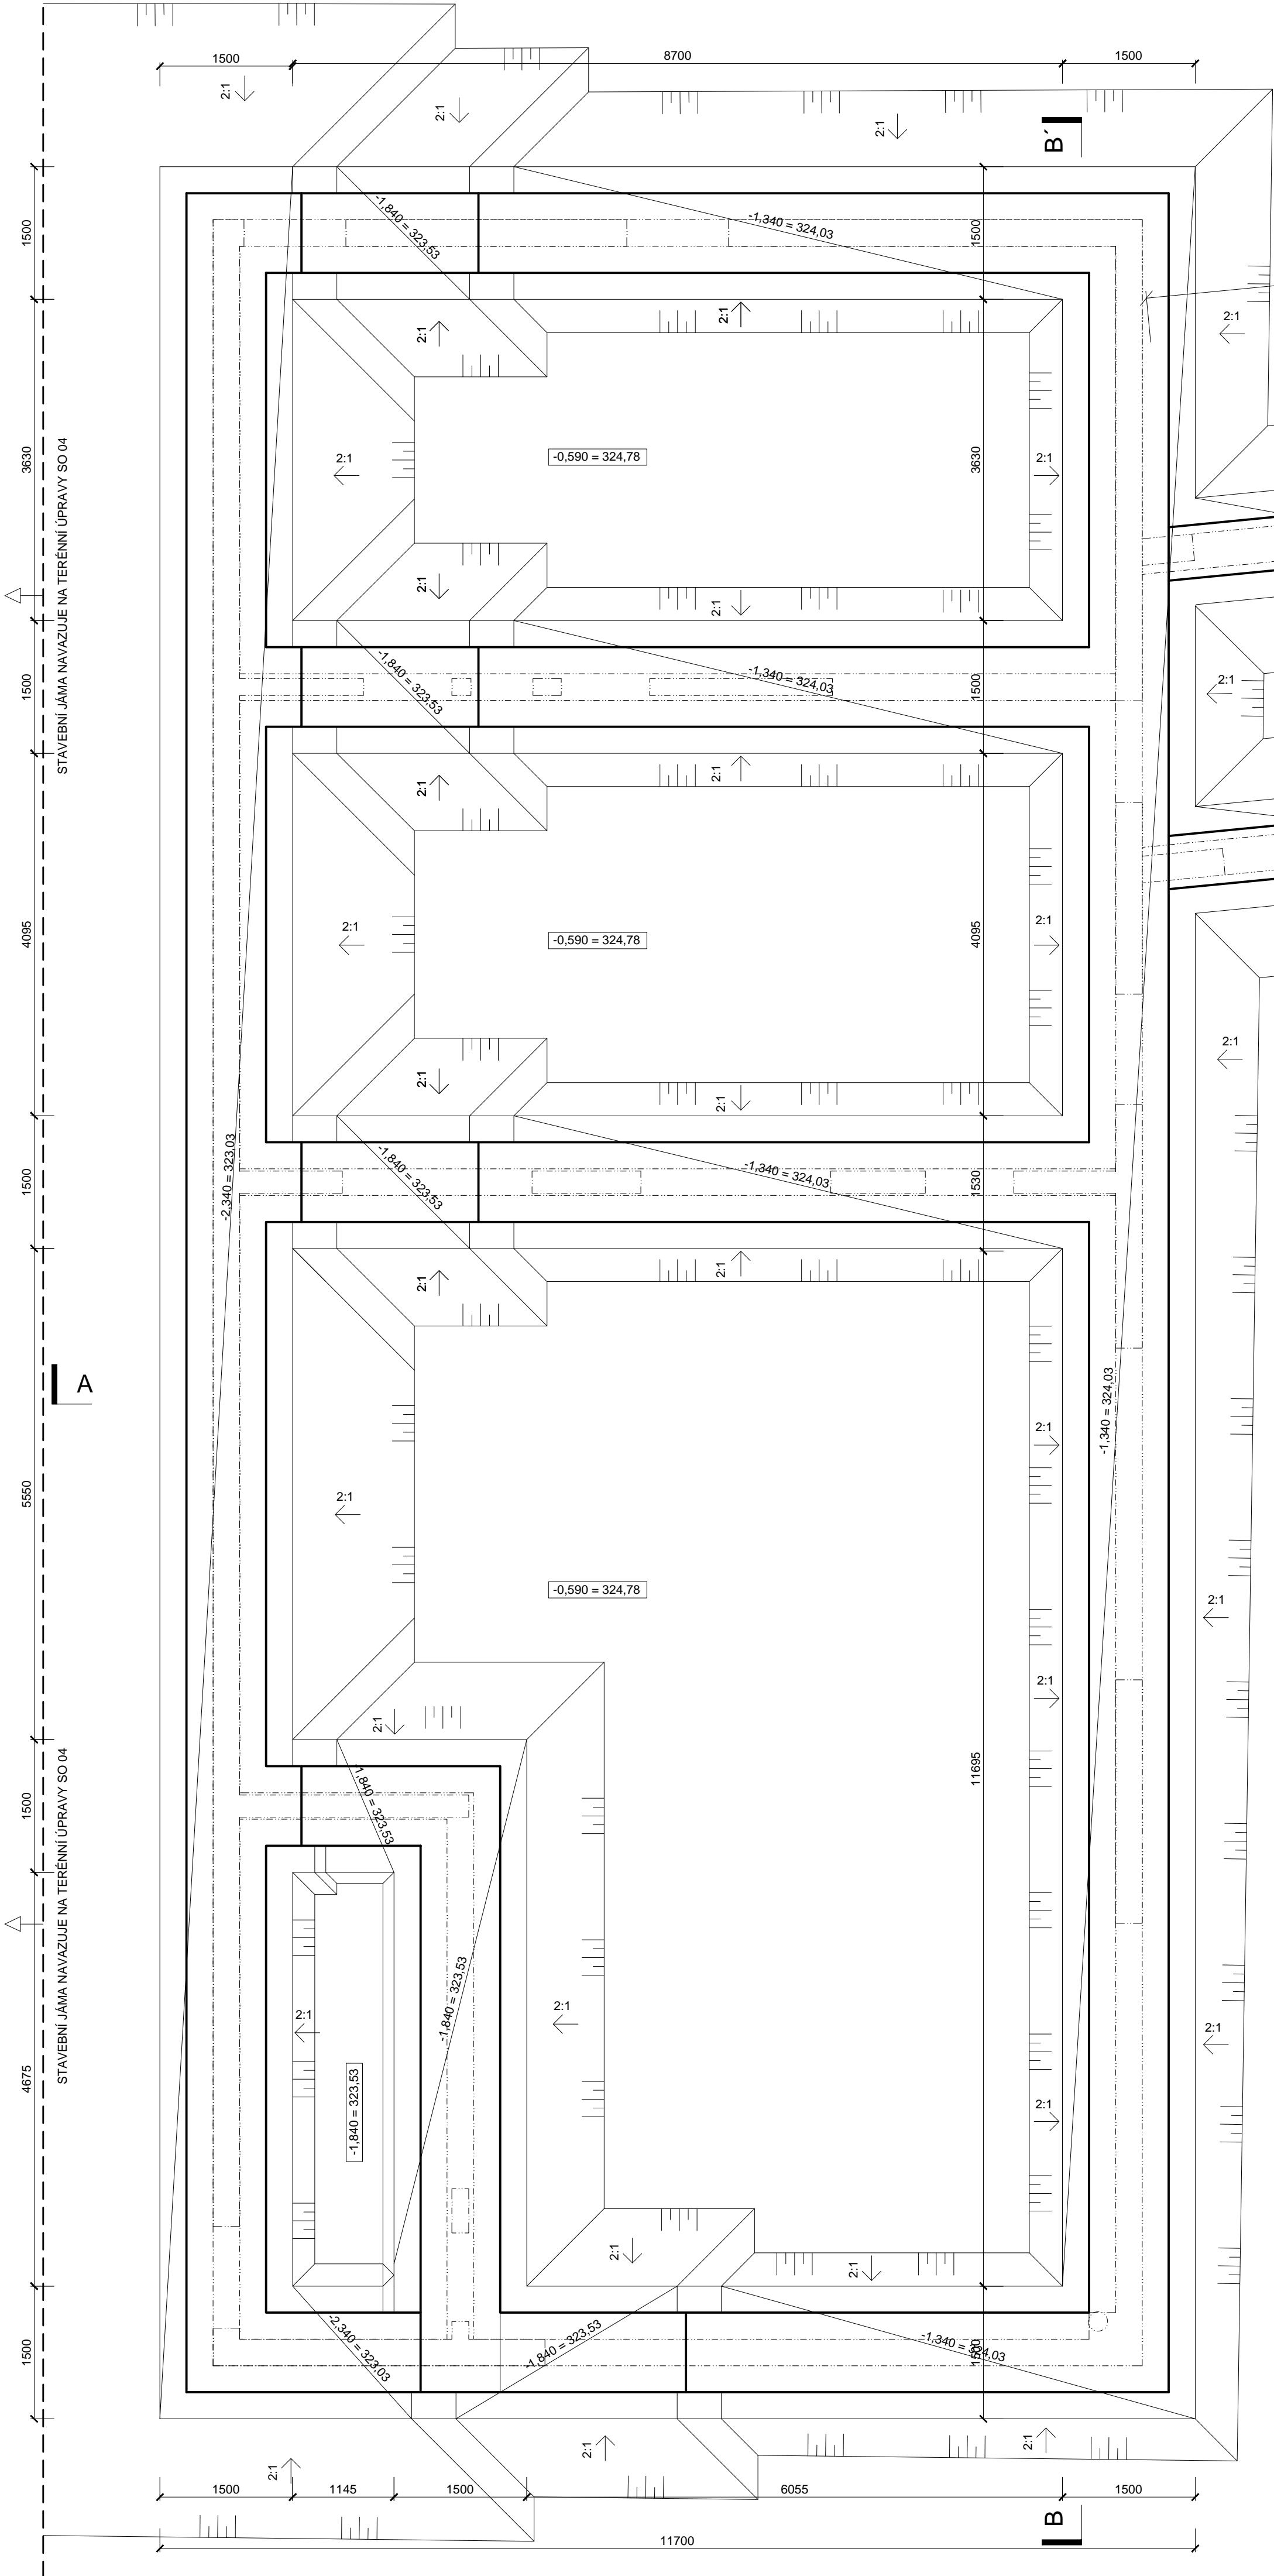 1500
8700
1500
2:1
2:1
2:1
B´
1500
-1,840 = 323,53
-1,340 = 324,03
1500
2:1
2:1
2:1
STAVEBNÍ JÁMA NAVAZUJE NA TERÉNNÍ ÚPRAVY SO 04
3630
2:1
-0,590 = 324,78
3630
2:1
2:1
2:1
1500
-1,840 = 323,53
-1,340 = 324,03
1500
2:1
2:1
2:1
4095
2:1
-0,590 = 324,78
4095
2:1
2:1
2:1
2:1
1500
-2,340 = 323,03
-1,840 = 323,53
-1,340 = 324,03
1530
2:1
2:1
A
-1,340 = 324,03
2:1
5550
2:1
-0,590 = 324,78
2:1
2:1
2:1
STAVEBNÍ JÁMA NAVAZUJE NA TERÉNNÍ ÚPRAVY SO 04
1500
-1,840 = 323,53
11695
4675
2:1
-1,840 = 323,53
-1,840 = 323,53
2:1
2:1
2:1
2:1
2:1
1500
-2,340 = 323,03
-1,840 = 323,53
-1,340 = 324,03
1500
2:1
2:1
2:1
1500
1145
1500
6055
1500
B
11700